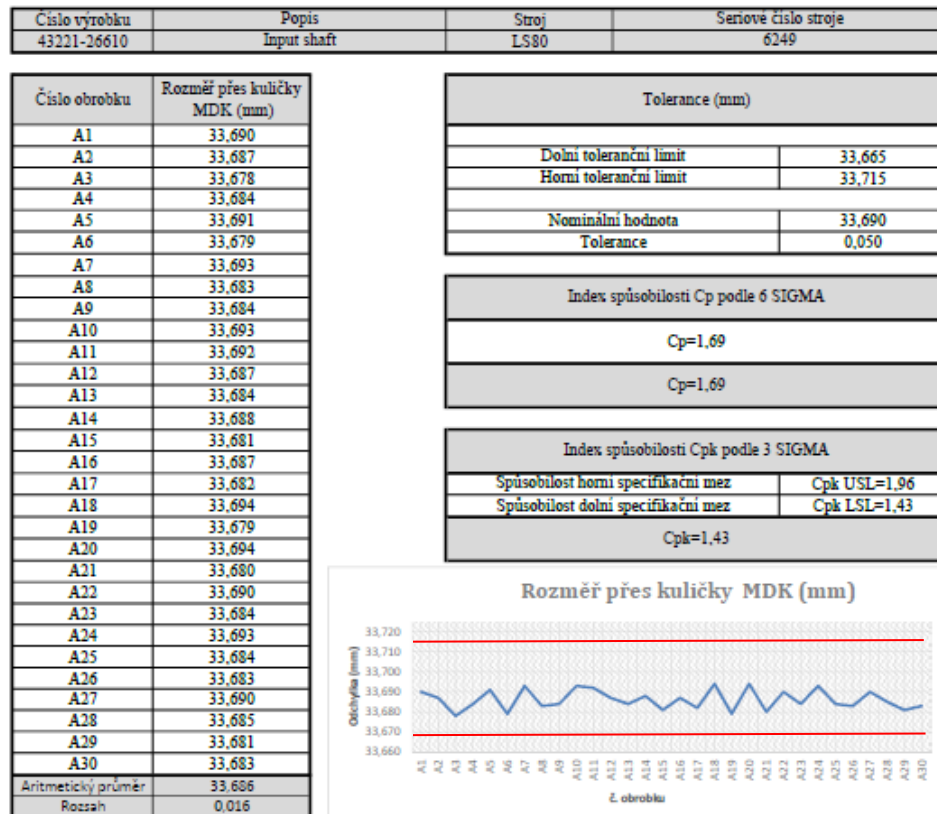 Číslo výrobku Popis Stroj Seriové číslo stroje
43221-26610 Input shaft LS80 6249
Číslo obrobku Rozměř přes kuličky MDK (mm)
A1 33,690
A2 33,687
A3 33,678
A4 33,684
A5 33,691
A6 33,679
A7 33,693
A8 33,683
A9 33,684
A10 33,693
A11 33,692
A12 33,687
A13 33,684
A14 33,688
A15 33,681
A16 33,687
A17 33,682
A18 33,694
A19 33,679
A20 33,694
A21 33,680
A22 33,690
A23 33,684
A24 33,693
A25 33,684
A26 33,683
A27 33,690
A28 33,685
A29 33,681
A30 33,683
Aritmetický průměr 33,686
Rozsah 0,016
Tolerance (mm)
Dolní toleranční limit 33,665
Horní toleranční limit 33,715
Nominální hodnota 33,690
Tolerance 0,050
Index spůsobilosti Cp podle 6 SIGMA
Cp=1,69
Cp=1,69
Index spůsobilosti Cpk podle 3 SIGMA
Spůsobilost horní specifikační mez Cpk USL=1,96
Spůsobilost dolní specifikační mez Cpk LSL=1,43
Cpk=1,43
Rozměř přes kuličky MDK (mm)
Odchylka (mm)
33,720
33,710
33,700
33,690
33,680
33,670
33,660
A1 A2 A3 A4 A5 A6 A7 A8 A9 A10 A11 A12 A13 A14 A15 A16 A17 A18 A19 A20 A21 A22 A23 A24 A25 A26 A27 A28 A29 A30
č. obrobku